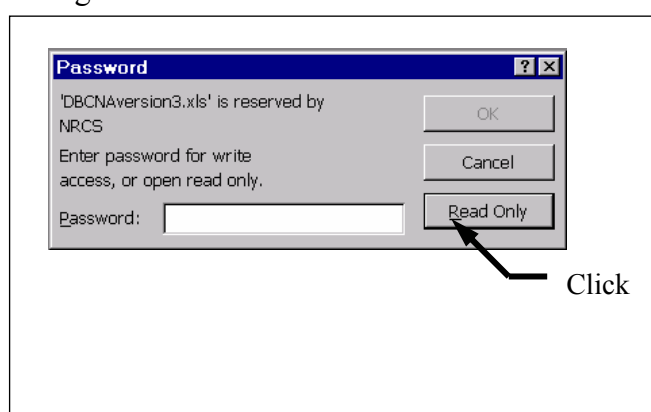 Password
'DBCNAversion3.xls' is reserved by
NRCS
OK
Enter password for write
access, or open read only.
Cancel
Password:
Read Only
Click